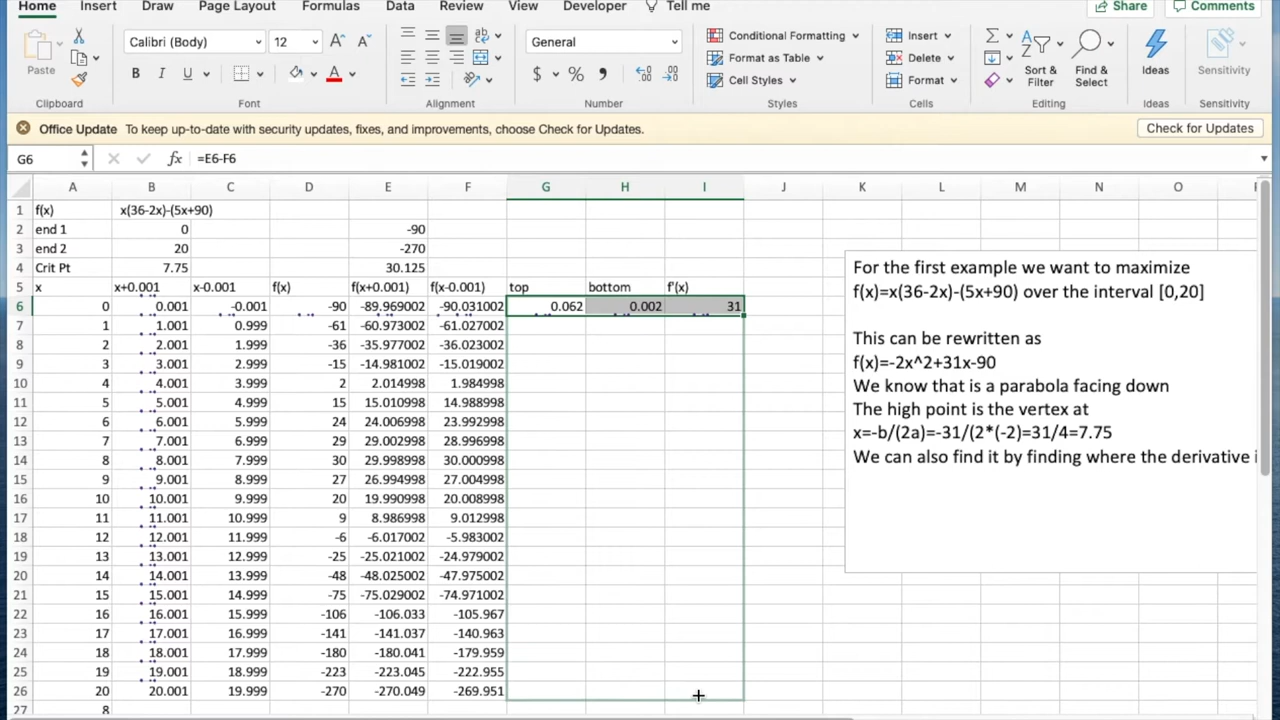 Home Insert Draw Page Layout Formulas Data Review View Developer Tell me Share Comments
Paste Calibri (Body) 12 A^ A˅ ab General Conditional Formatting Insert Sort & Filter Find & Select Ideas Sensitivity
B I U A $ % 9 Format as Table Delete
Cell Styles Format
Clipboard Font Alignment Number Styles Cells Editing Ideas Sensitivity
Office Update To keep up-to-date with security updates, fixes, and improvements, choose Check for Updates. Check for Updates
G6 fx =E6-F6
A B C D E F G H I J K L M N O
1 f(x) x(36-2x)-(5x+90)
2 end 1 0 -90
3 end 2 20 -270
4 Crit Pt 7.75 30.125
5 x x+0.001 x-0.001 f(x) f(x+0.001) f(x-0.001) top bottom f'(x)
6 0 0.001 -0.001 -90 -89.969002 -90.031002 0.062 0.002 31
7 1 1.001 0.999 -61 -60.973002 -61.027002
8 2 2.001 1.999 -36 -35.977002 -36.023002
9 3 3.001 2.999 -15 -14.981002 -15.019002
10 4 4.001 3.999 2 2.014998 1.984998
11 5 5.001 4.999 15 15.010998 14.988998
12 6 6.001 5.999 24 24.006998 23.992998
13 7 7.001 6.999 29 29.002998 28.996998
14 8 8.001 7.999 30 29.998998 30.000998
15 9 9.001 8.999 27 26.994998 27.004998
16 10 10.001 9.999 20 19.990998 20.008998
17 11 11.001 10.999 9 8.986998 9.012998
18 12 12.001 11.999 -6 -6.017002 -5.983002
19 13 13.001 12.999 -25 -25.021002 -24.979002
20 14 14.001 13.999 -48 -48.025002 -47.975002
21 15 15.001 14.999 -75 -75.029002 -74.971002
22 16 16.001 15.999 -106 -106.033 -105.967
23 17 17.001 16.999 -141 -141.037 -140.963
24 18 18.001 17.999 -180 -180.041 -179.959
25 19 19.001 18.999 -223 -223.045 -222.955
26 20 20.001 19.999 -270 -270.049 -269.951
27 8
For the first example we want to maximize
f(x)=x(36-2x)-(5x+90) over the interval [0,20]
This can be rewritten as
f(x)=-2x^2+31x-90
We know that is a parabola facing down
The high point is the vertex at
x=-b/(2a)=-31/(2*(-2)=31/4=7.75
We can also find it by finding where the derivative i